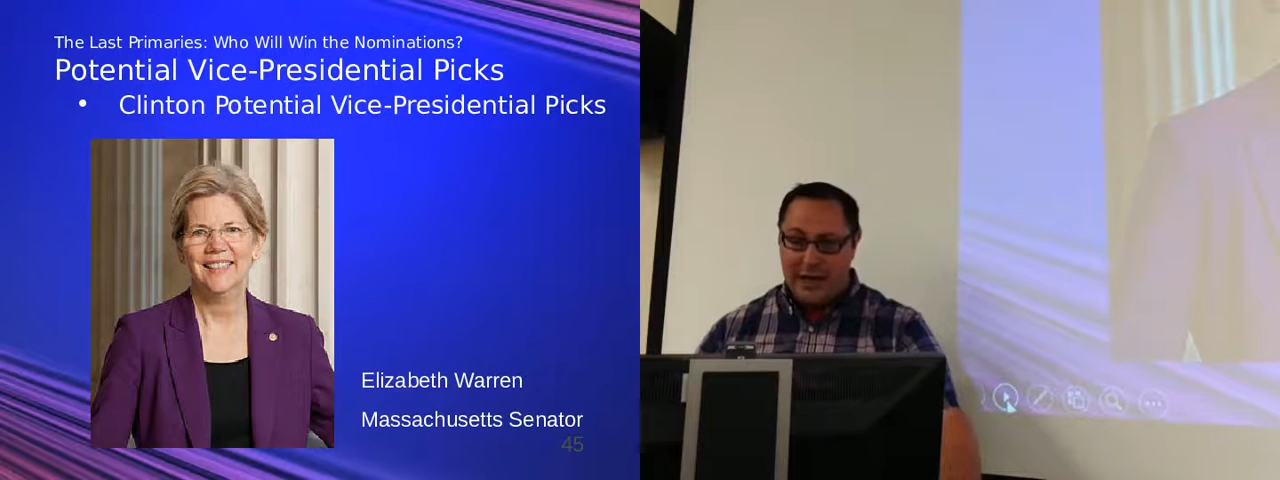 The Last Primaries: Who Will Win the Nominations?
Potential Vice-Presidential Picks
• Clinton Potential Vice-Presidential Picks
Elizabeth Warren
Massachusetts Senator
45